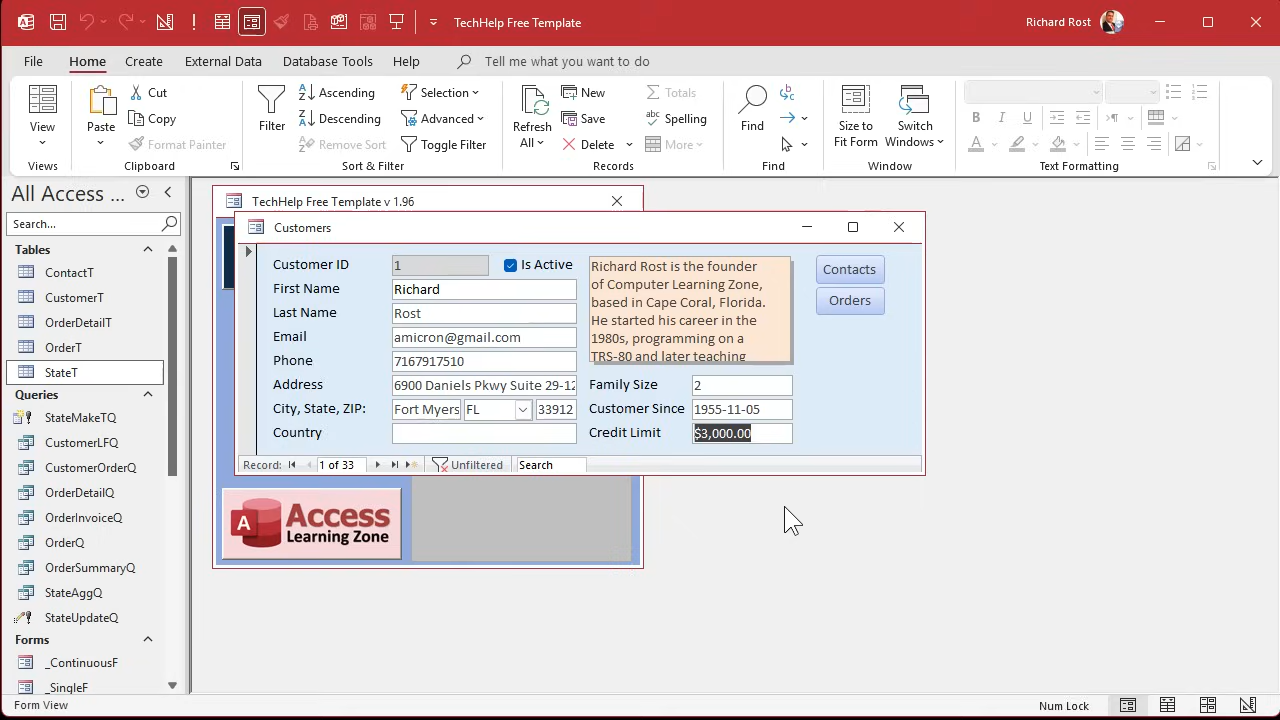 TechHelp Free Template
Richard Rost
File Home Create External Data Database Tools Help Tell me what you want to do
View
Views
Paste
Cut
Copy
Format Painter
Clipboard
Filter
Ascending
Descending
Remove Sort
Selection
Advanced
Toggle Filter
Sort & Filter
Refresh
All
New
Save
Delete
Totals
Spelling
More
Records
Find
Find
Size to
Fit Form
Switch
Windows
Window
B I U
A
Text Formatting
All Access ...
Search...
Tables
ContactT
CustomerT
OrderDetailT
OrderT
StateT
Queries
StateMakeTQ
CustomerLFQ
CustomerOrderQ
OrderDetailQ
OrderInvoiceQ
OrderQ
OrderSummaryQ
StateAggQ
StateUpdateQ
Forms
_ContinuousF
_SingleF
TechHelp Free Template v 1.96
Customers
Customer ID 1 Is Active
First Name Richard
Last Name Rost
Email amicron@gmail.com
Phone 7167917510
Address 6900 Daniels Pkwy Suite 29-12
City, State, ZIP: Fort Myers FL 33912
Country
Richard Rost is the founder
of Computer Learning Zone,
based in Cape Coral, Florida.
He started his career in the
1980s, programming on a
TRS-80 and later teaching
Family Size 2
Customer Since 1955-11-05
Credit Limit $3,000.00
Contacts
Orders
Record: 1 of 33 Unfiltered Search
A Access
Learning Zone
Form View
Num Lock